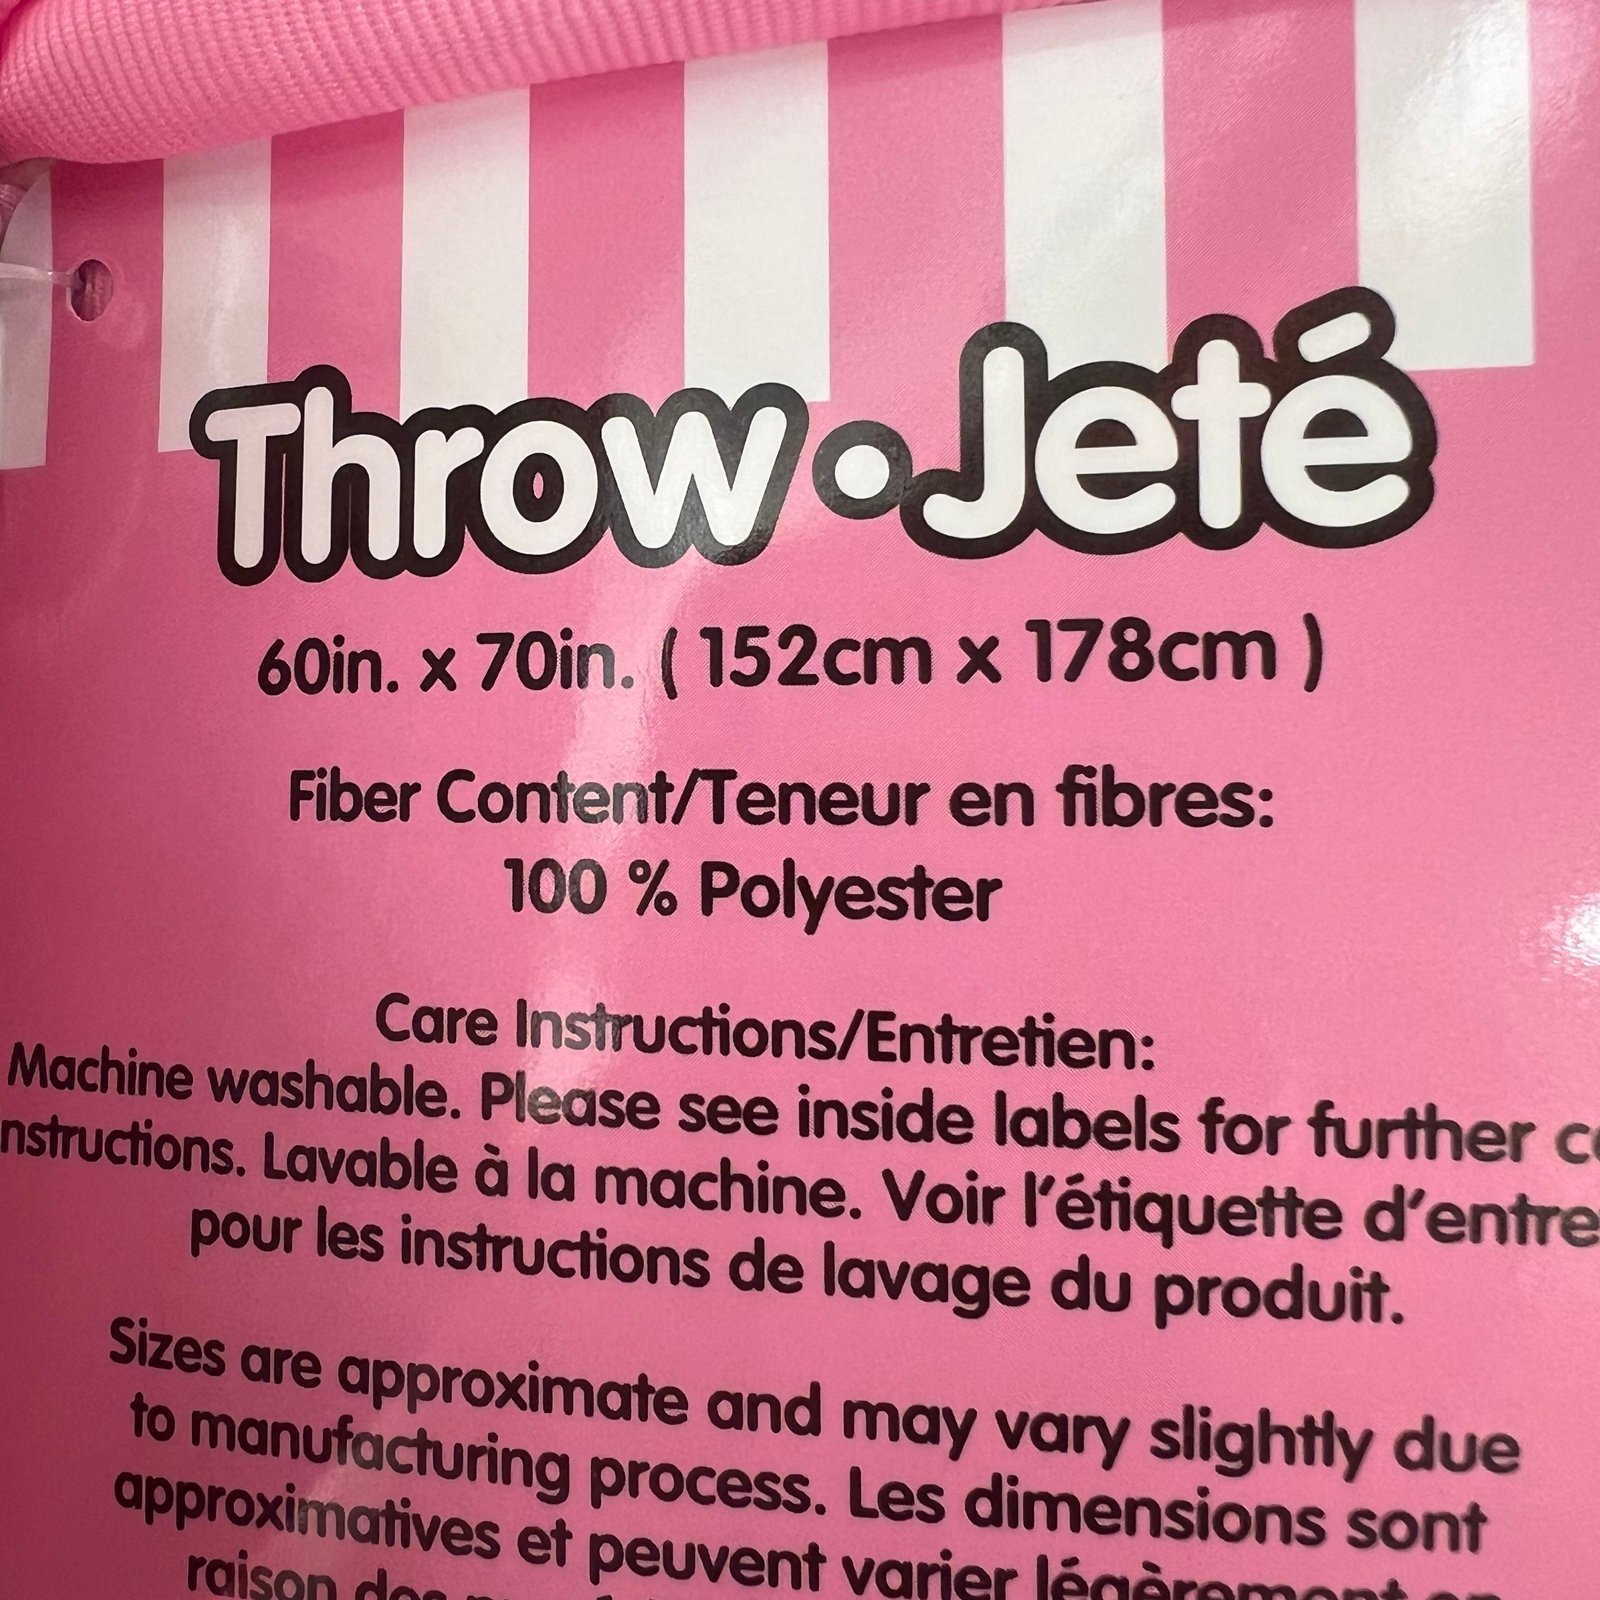 Throw • Jeté
60in. x 70in. ( 152cm x 178cm )
Fiber Content/Teneur en fibres:
100 % Polyester
Care Instructions/Entretien:
Machine washable. Please see inside labels for further
nstructions. Lavable à la machine. Voir l'étiquette d'entre
pour les instructions de lavage du produit.
Sizes are approximate and may vary slightly due
to manufacturing process. Les dimensions sont
approximatives et peuvent varier légèrement en
raison des